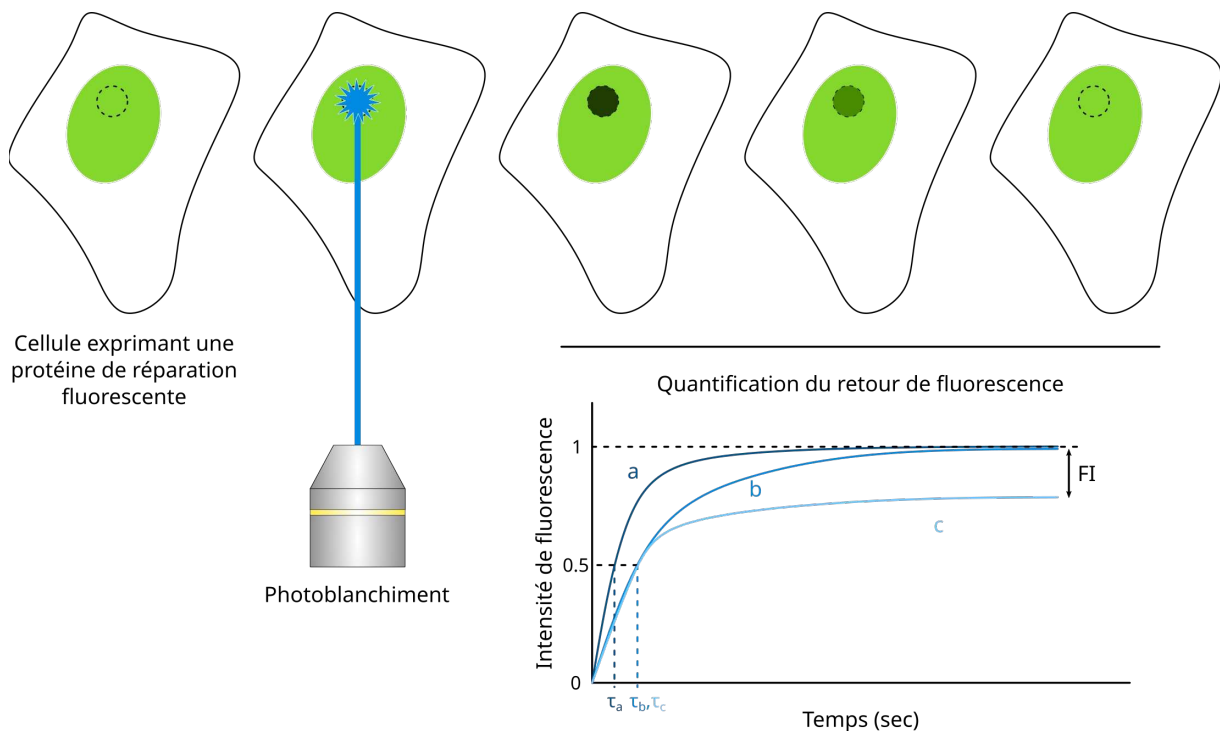 Cellule exprimant une
protéine de réparation
fluorescente
Photoblanchiment
Quantification du retour de fluorescence
Intensité de fluorescence
1
0.5
0
a
b
c
FI
τa τb,τc
Temps (sec)